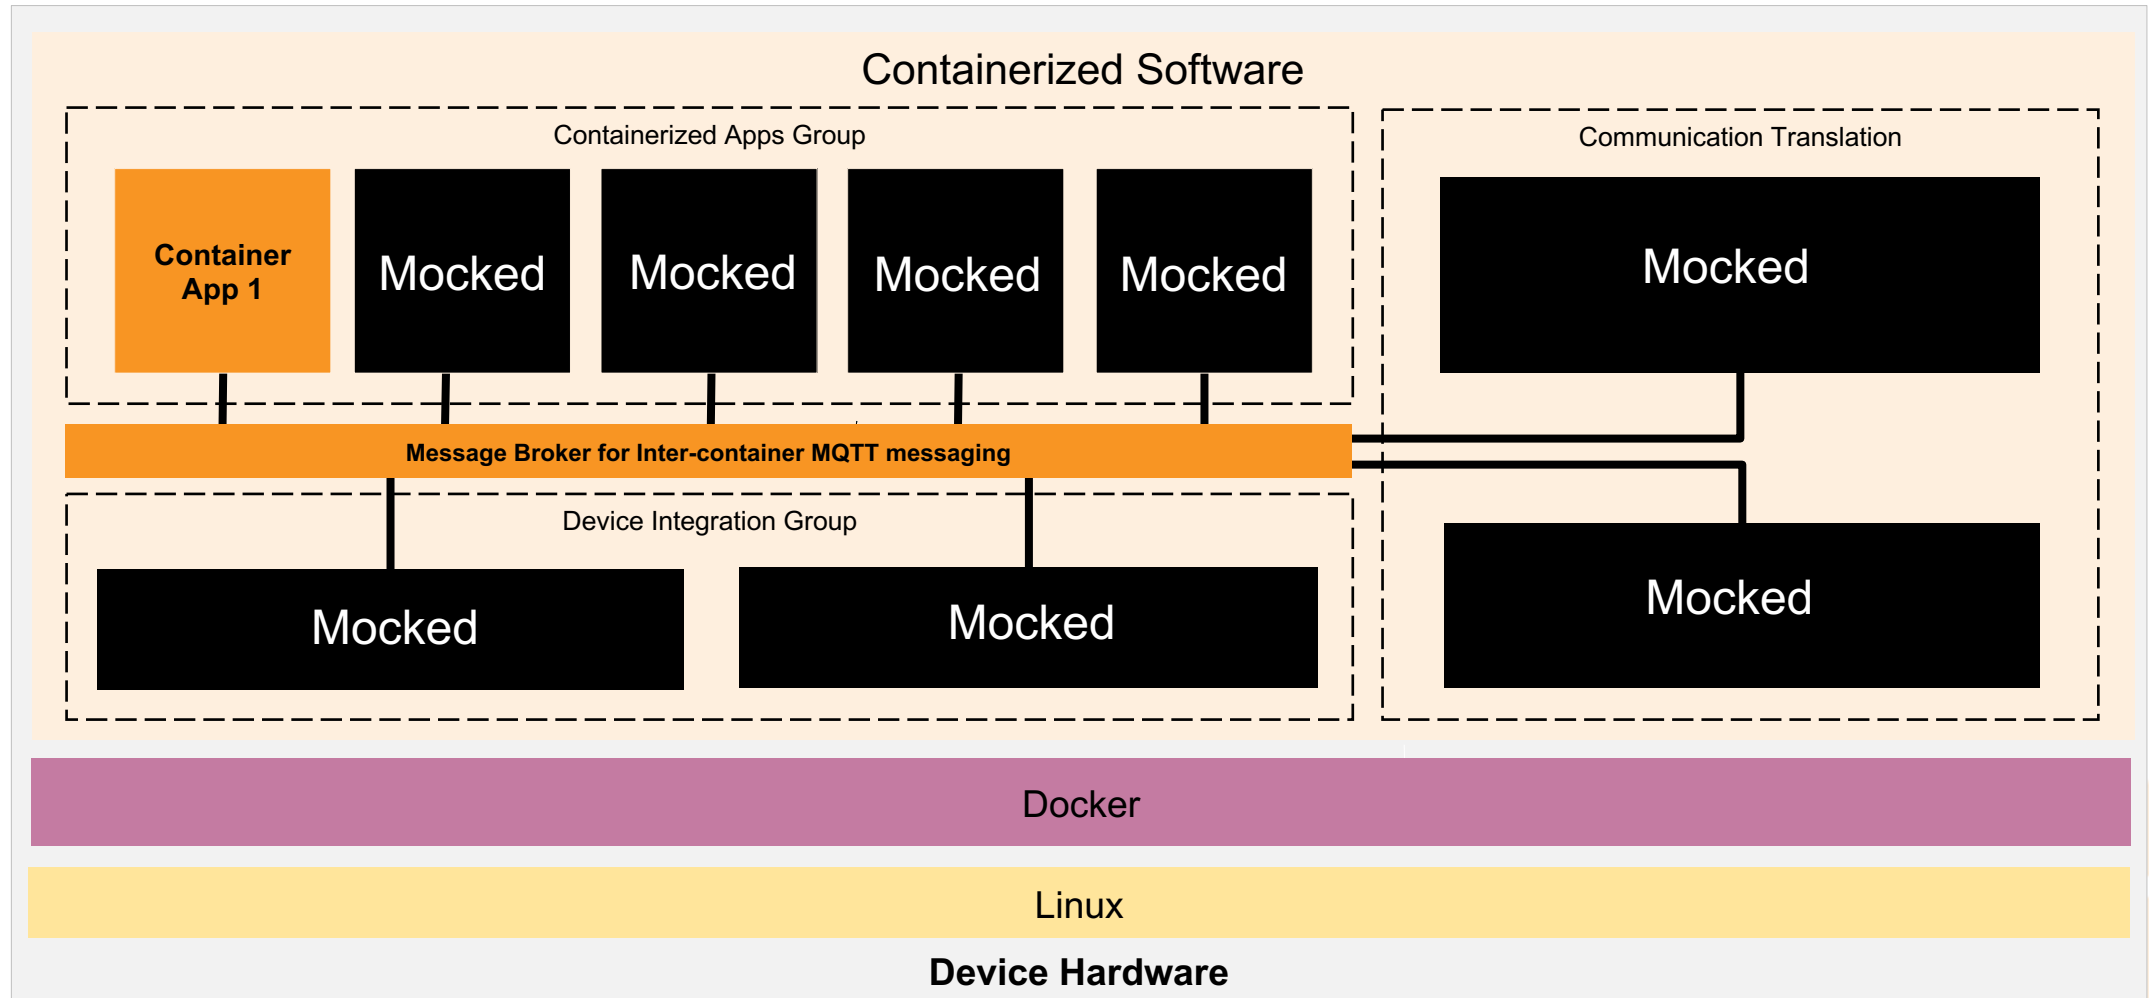 Containerized Software
Containerized Apps Group
Communication Translation
Container
App 1
Mocked
Mocked
Mocked
Mocked
Mocked
Message Broker for Inter-container MQTT messaging
Device Integration Group
Mocked
Mocked
Mocked
Docker
Linux
Device Hardware